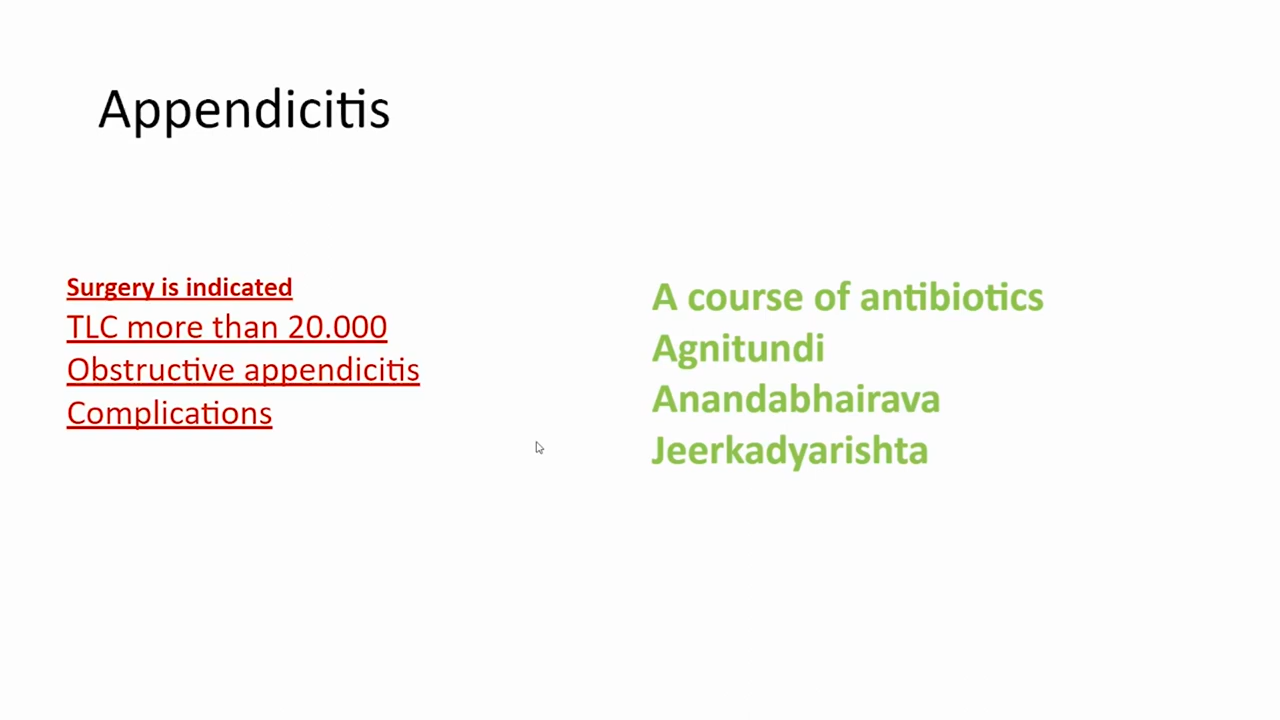 Appendicitis
Surgery is indicated
TLC more than 20.000
Obstructive appendicitis
Complications
A course of antibiotics
Agnitundi
Anandabhairava
Jeerkadyarishta